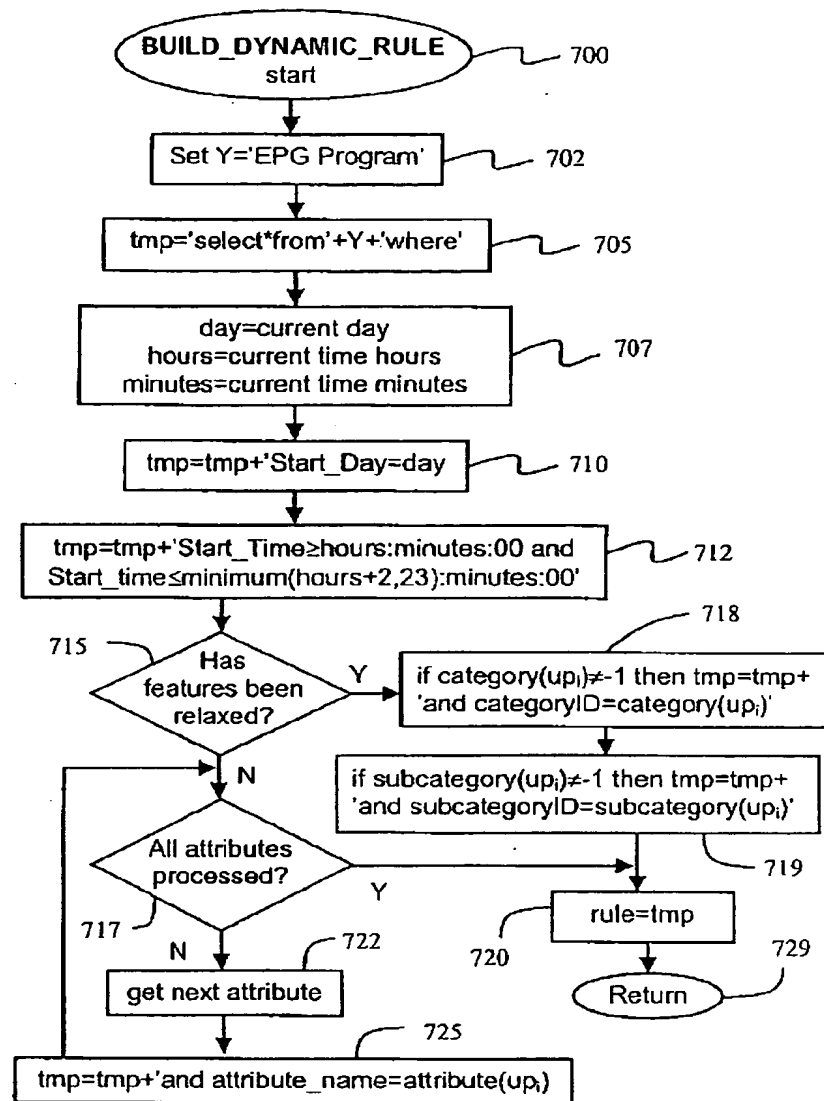 BUILD_DYNAMIC_RULE
start
700
Set Y='EPG Program'
702
tmp='select*from'+Y+'where'
705
day=current day
hours=current time hours
minutes=current time minutes
707
tmp=tmp+'Start_Day=day
710
tmp=tmp+'Start_Time≥hours:minutes:00 and
Start_time≤minimum(hours+2,23):minutes:00'
712
715
Has
features been
relaxed?
Y
N
718
if category(upᵢ)≠-1 then tmp=tmp+
'and categoryID=category(upᵢ)'
if subcategory(upᵢ)≠-1 then tmp=tmp+
'and subcategoryID=subcategory(upᵢ)'
719
All attributes
processed?
Y
717
N
rule=tmp
720
722
get next attribute
729
Return
725
tmp=tmp+'and attribute_name=attribute(upᵢ)